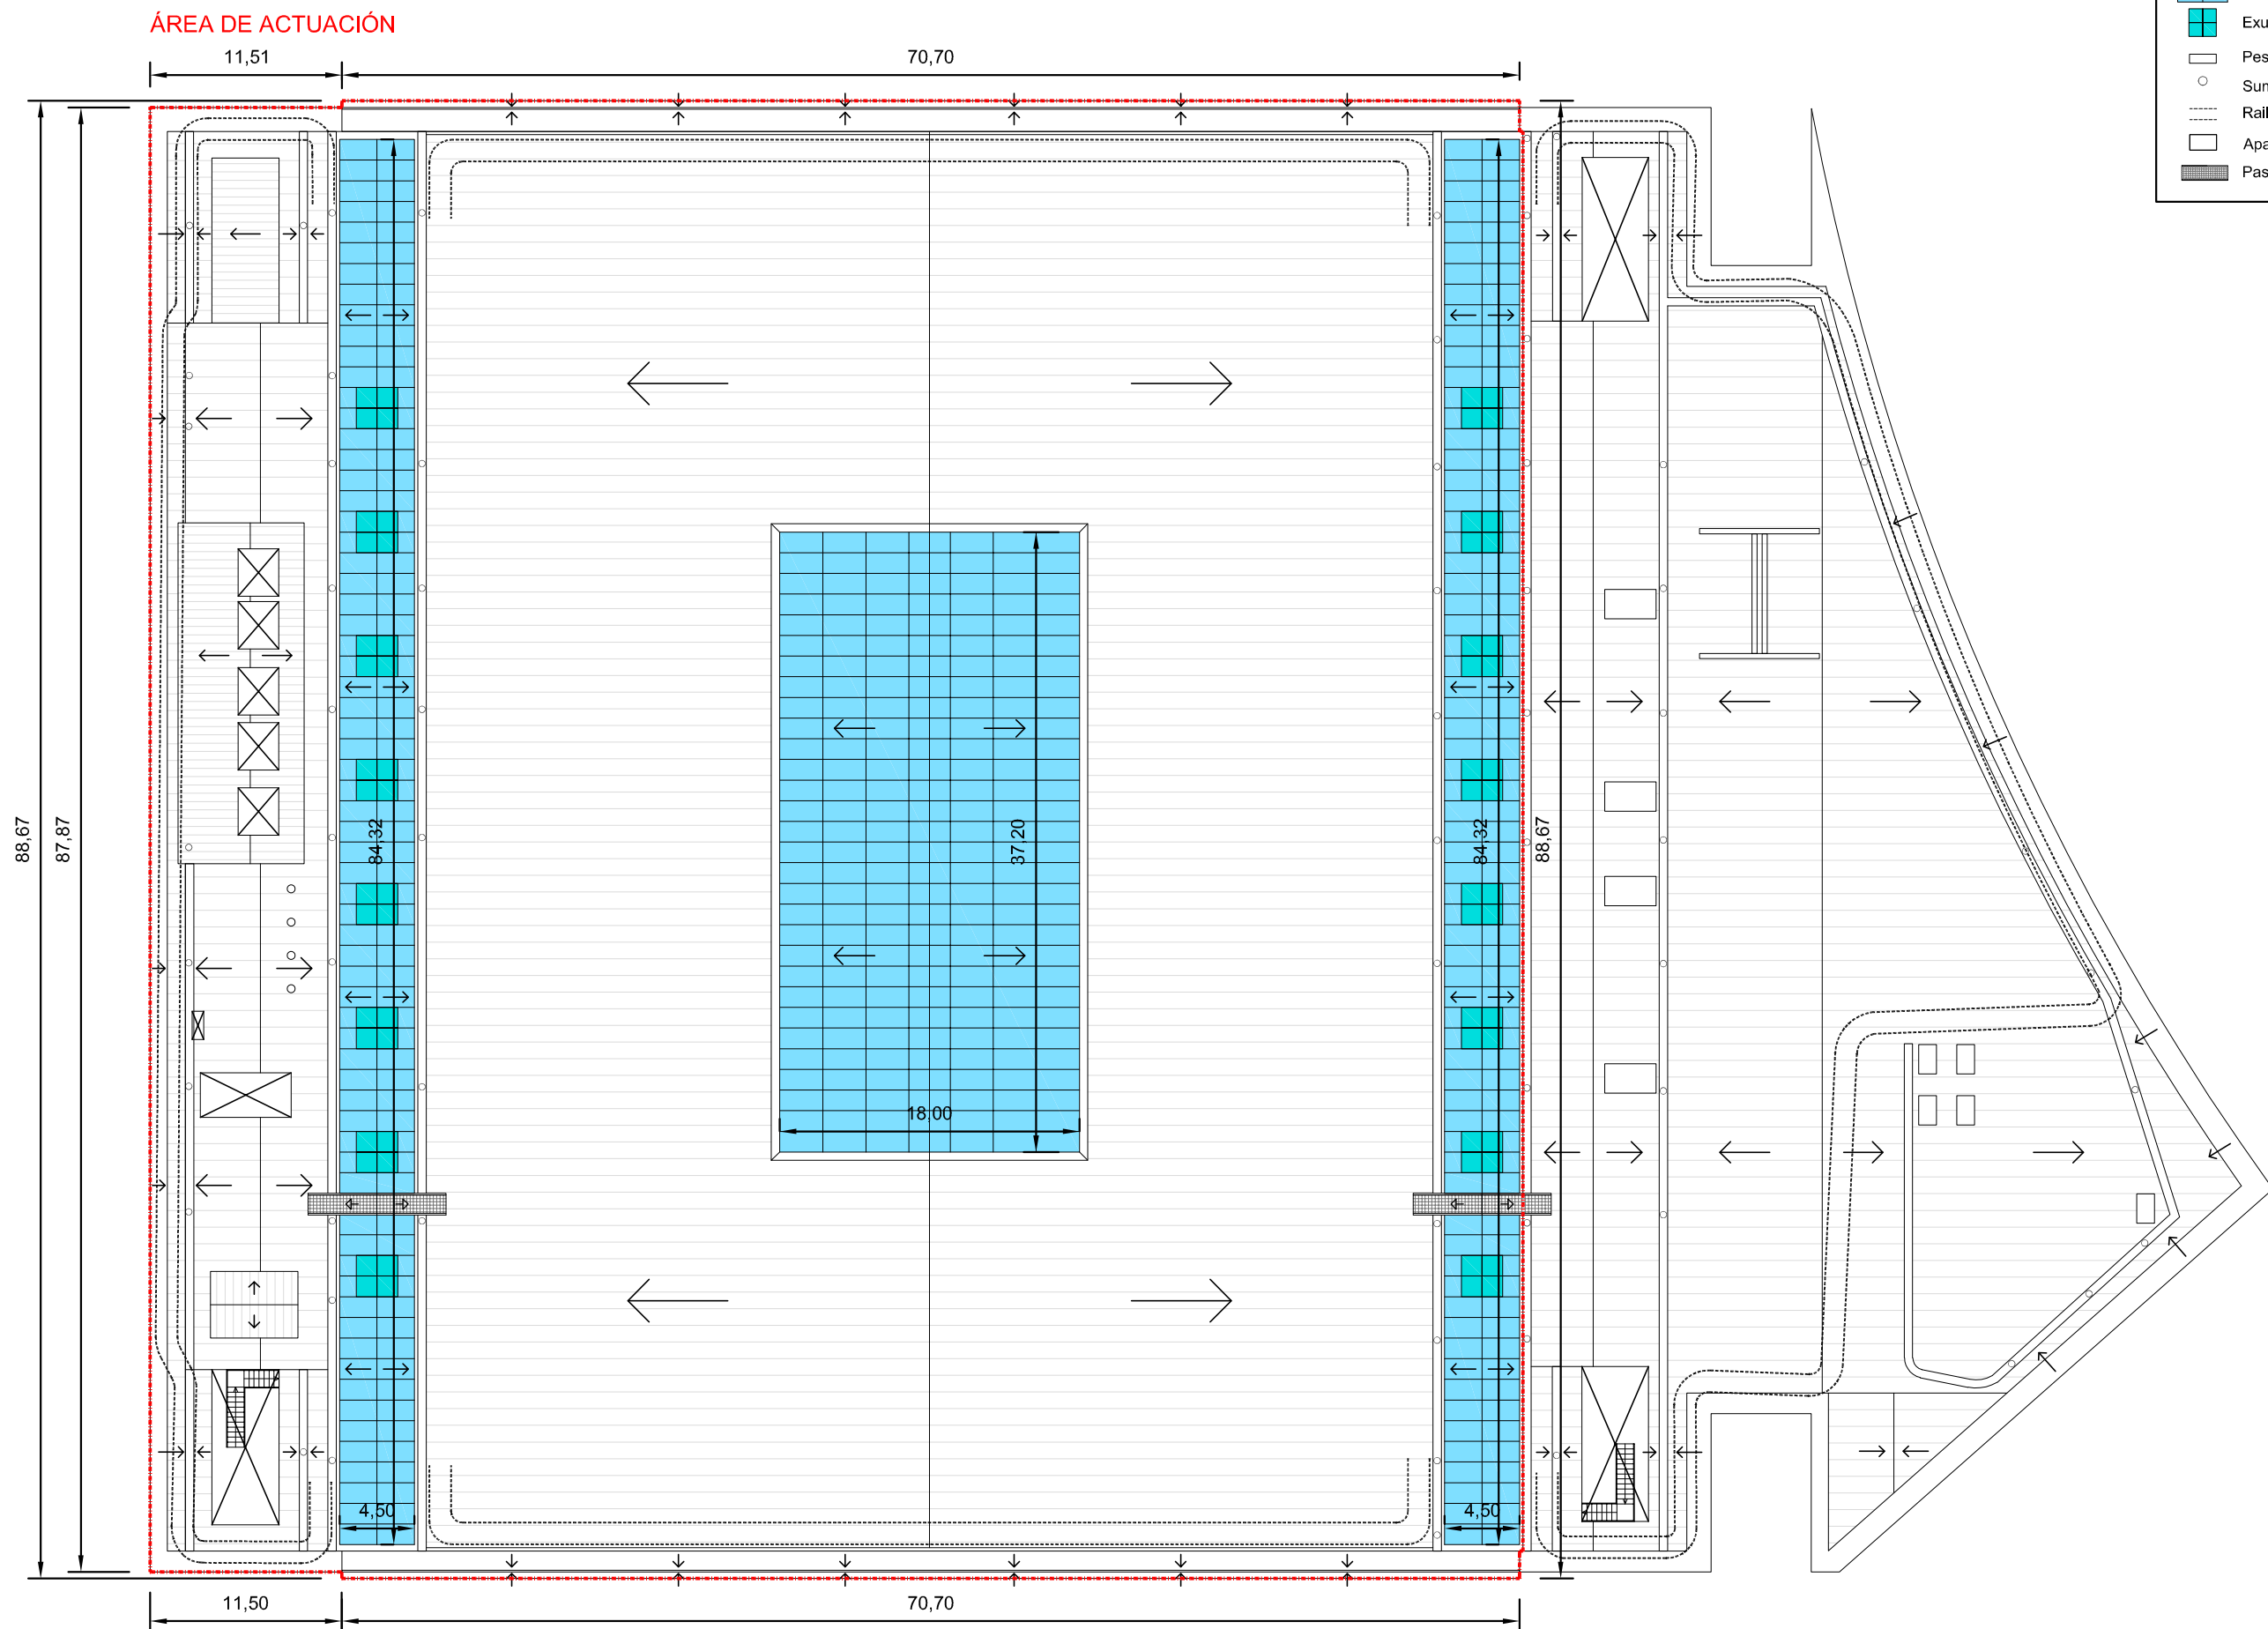 ÁREA DE ACTUACIÓN
11,51
70,70
Exu
Pes
Sum
Rail
Apa
Pas
88,67
87,87
84,32
37,20
84,32
88,67
18,00
4,50
4,50
11,50
70,70